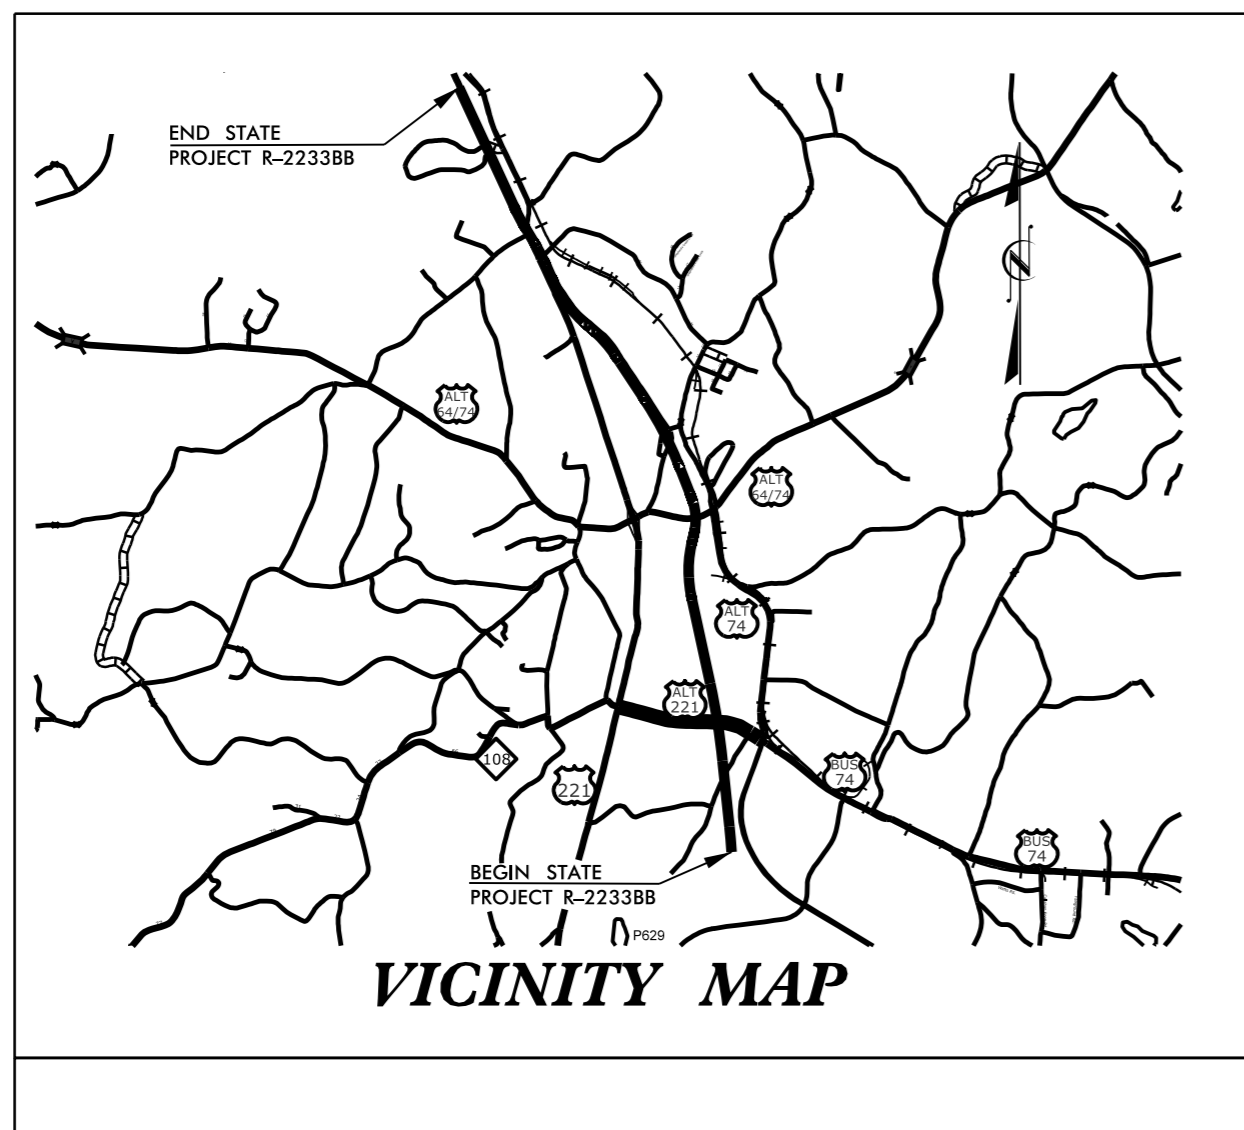 END STATE
PROJECT R–2233BB
N
ALT
64/74
ALT
64/74
ALT
74
ALT
221
108
221
BUS
74
BUS
74
BEGIN STATE
PROJECT R–2233BB
P629
VICINITY MAP